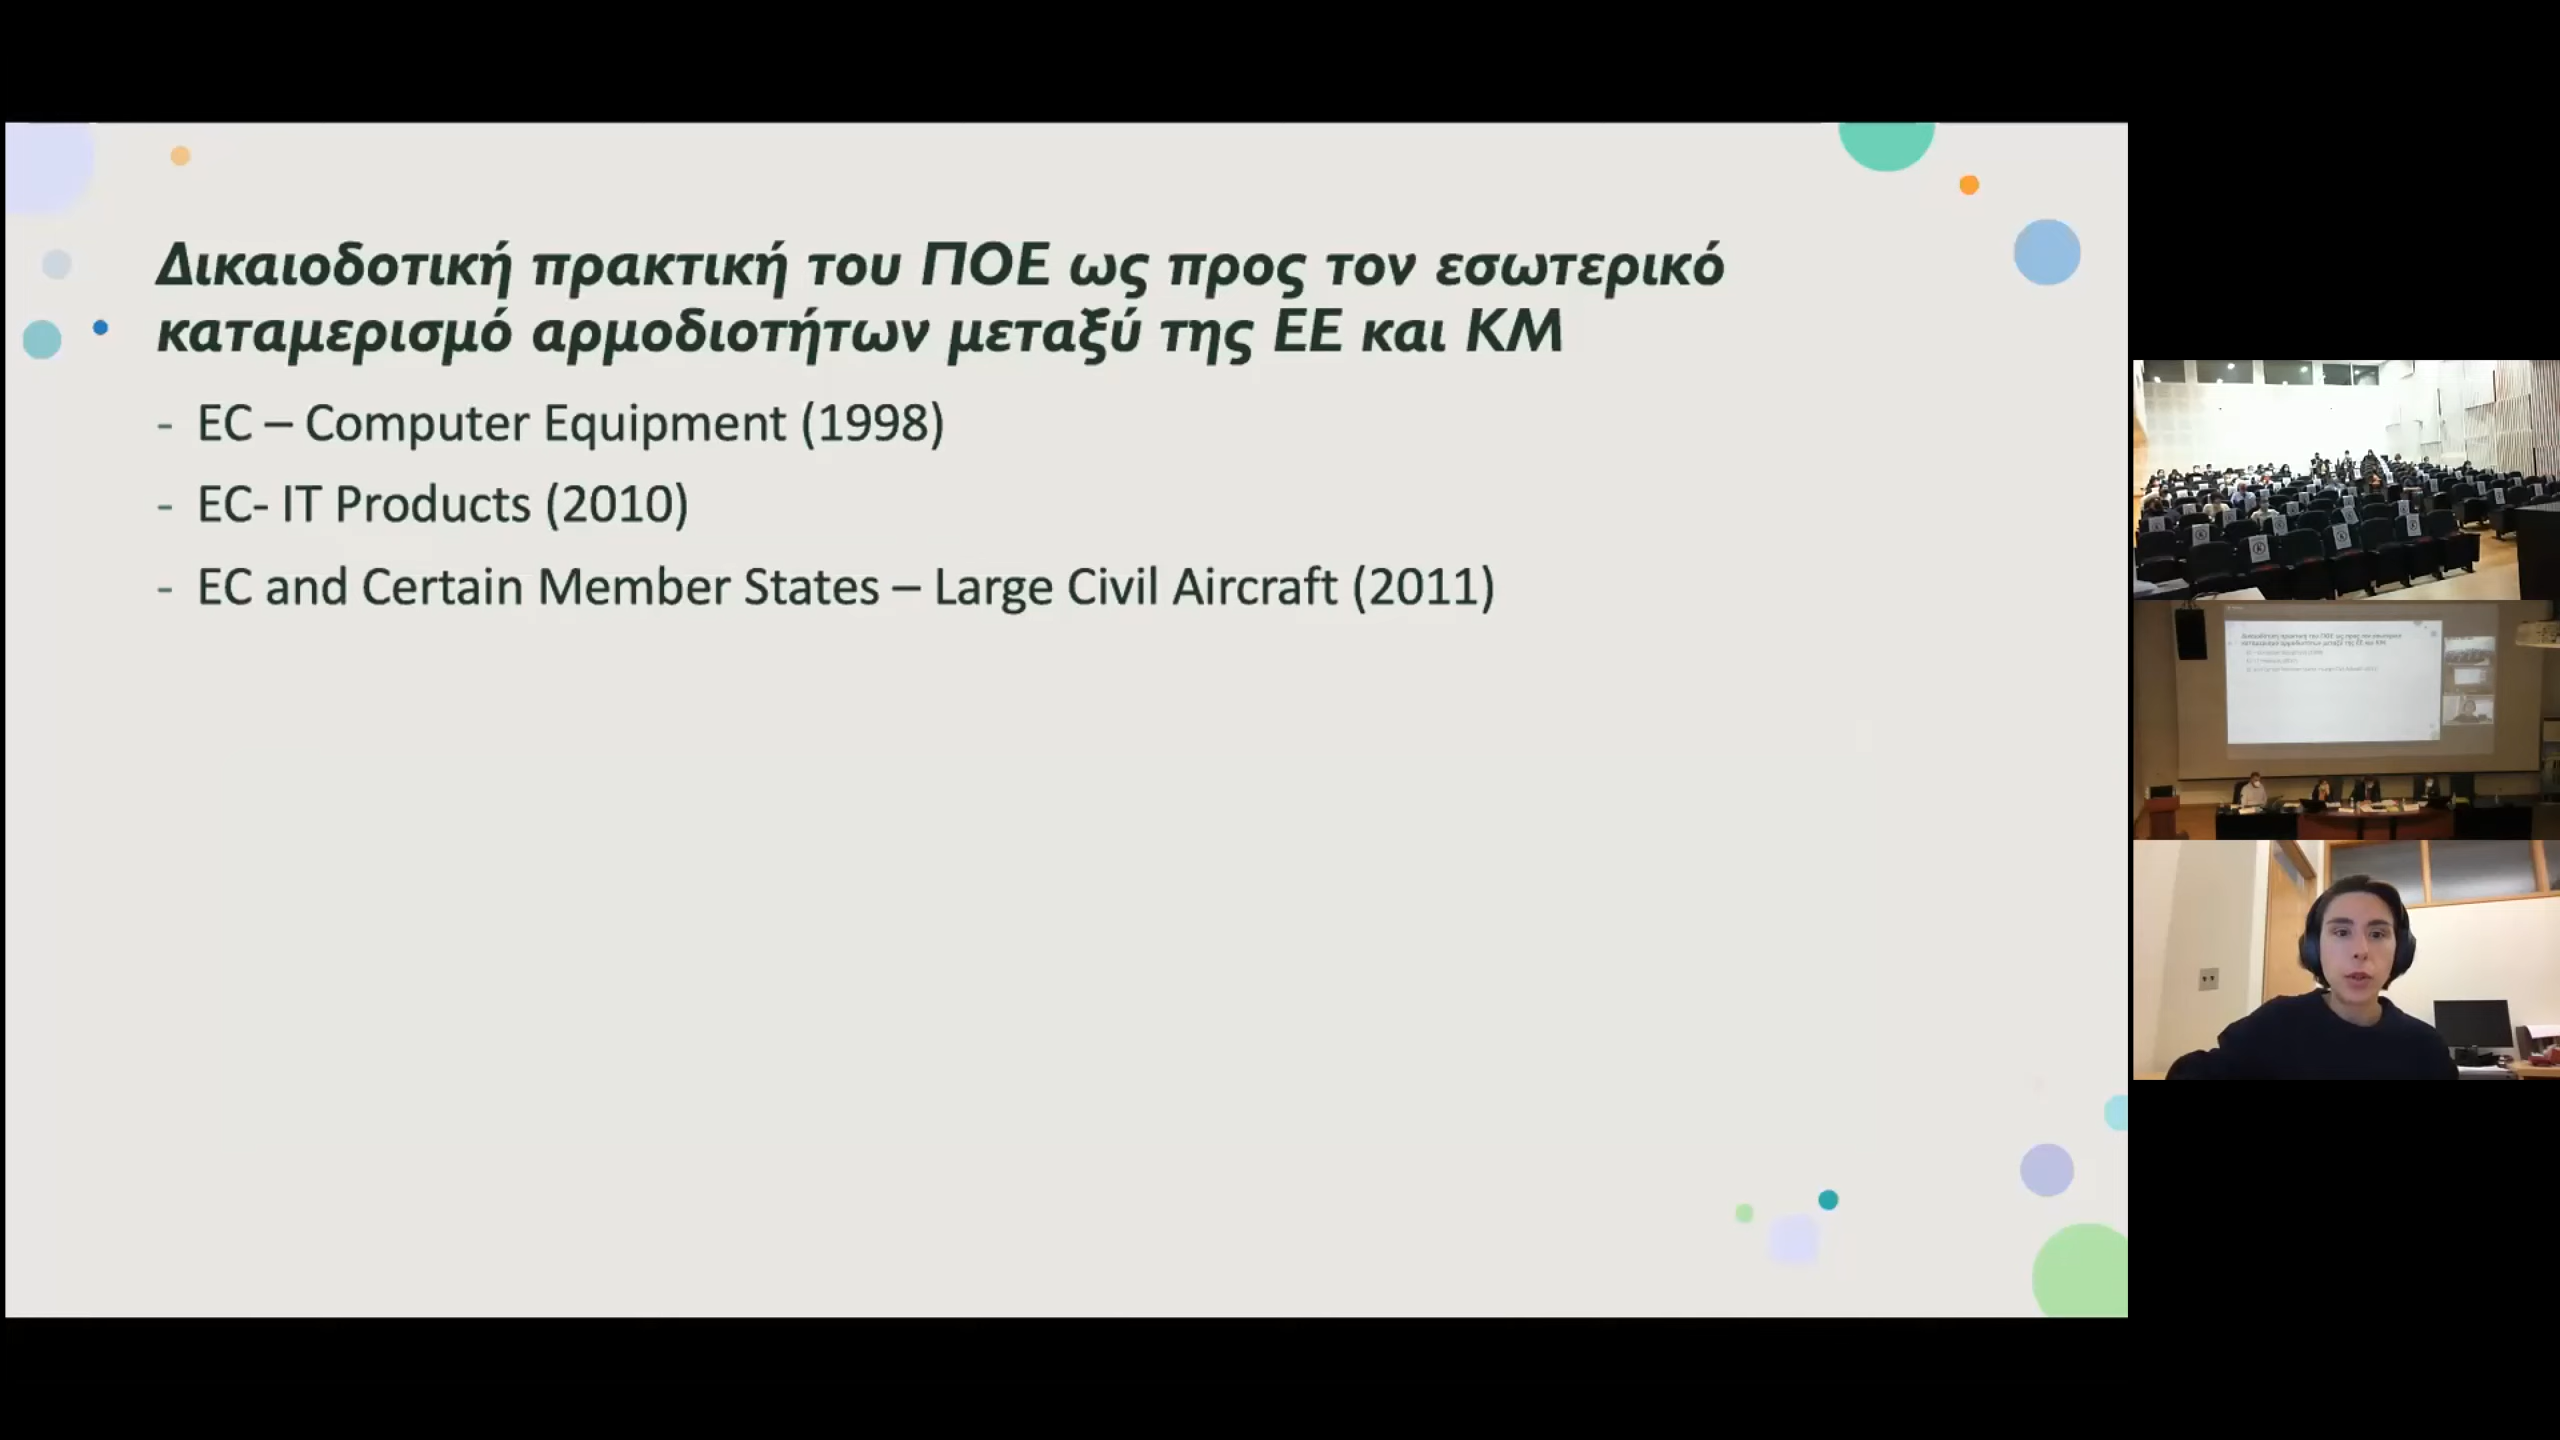 Δικαιοδοτική πρακτική του ΠΟΕ ως προς τον εσωτερικό
καταμερισμό αρμοδιοτήτων μεταξύ της ΕΕ και ΚΜ
- EC – Computer Equipment (1998)
- EC- IT Products (2010)
- EC and Certain Member States – Large Civil Aircraft (2011)